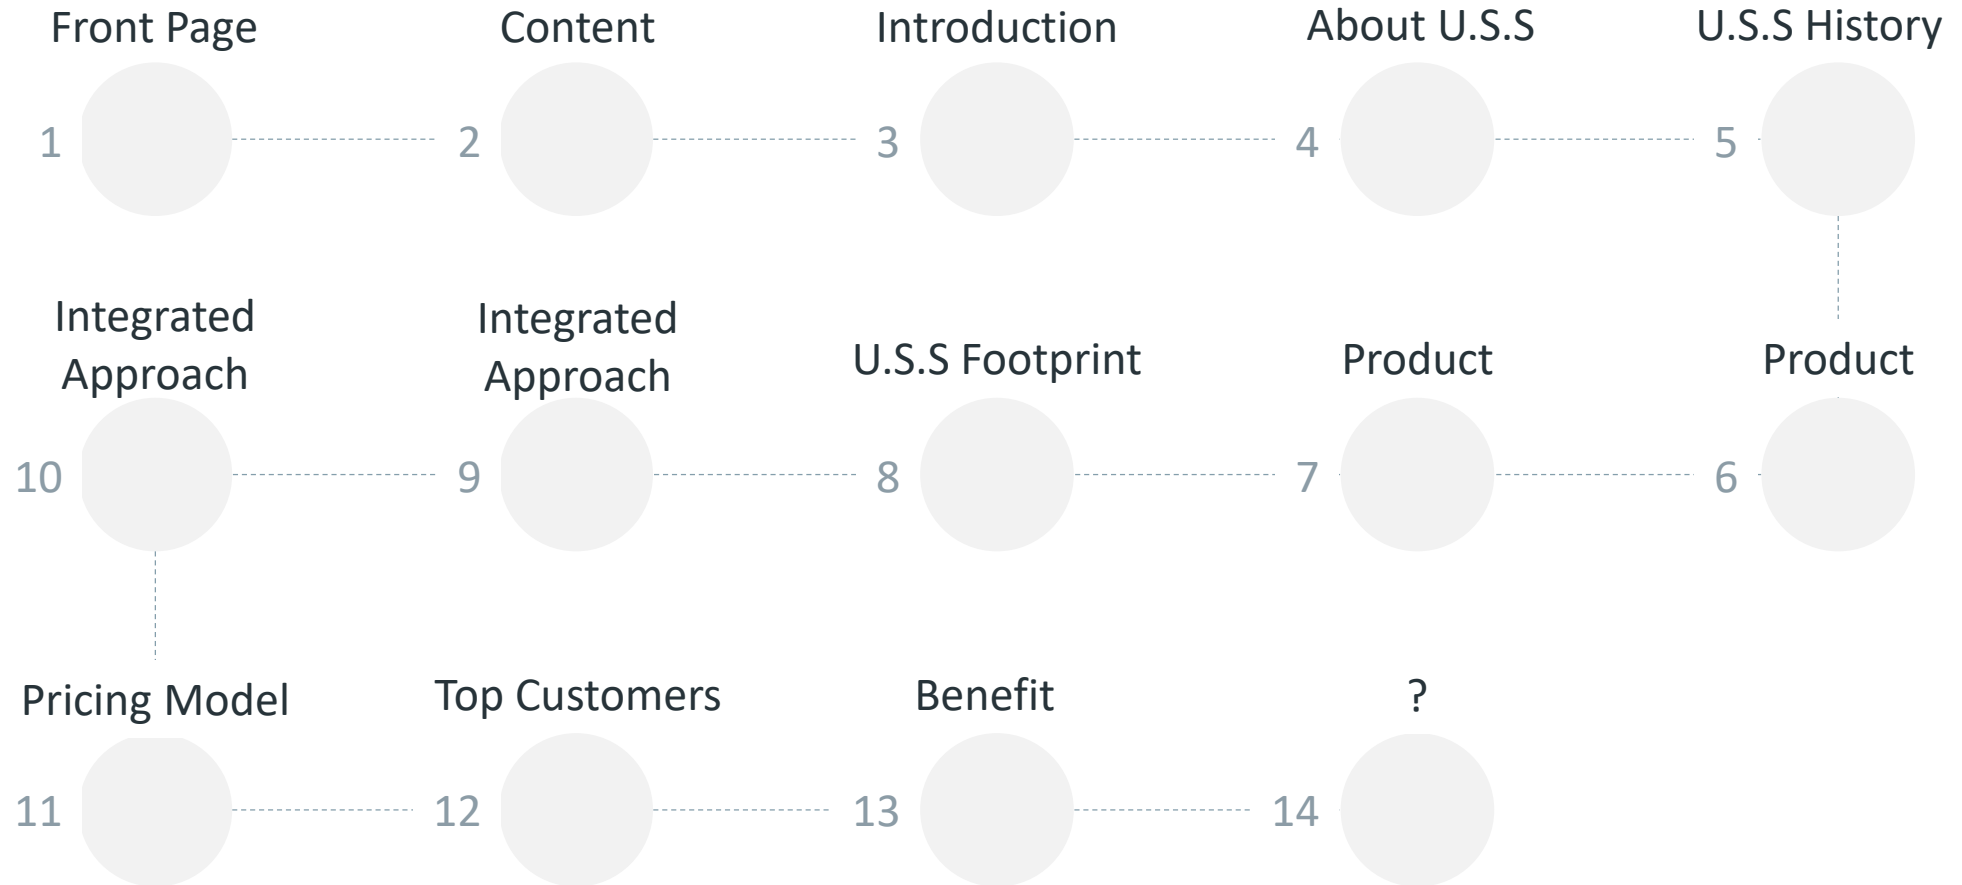 Front Page
Content
Introduction
About U.S.S
U.S.S History
1
2
3
4
5
Integrated
Approach
Integrated
Approach
U.S.S Footprint
Product
Product
10
9
8
7
6
Pricing Model
Top Customers
Benefit
?
11
12
13
14